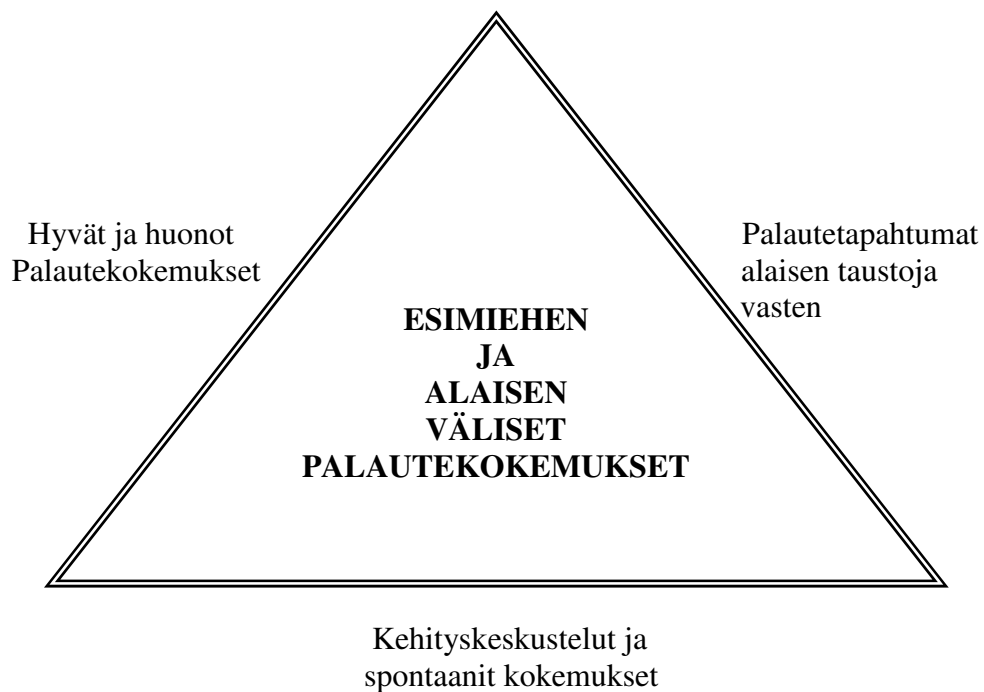 Hyvät ja huonot
Palautekokemukset
Palautetapahtumat
alaisen taustoja
vasten
ESIMIEHEN
JA
ALAISEN
VÄLISET
PALAUTEKOKEMUKSET
Kehityskeskustelut ja
spontaanit kokemukset